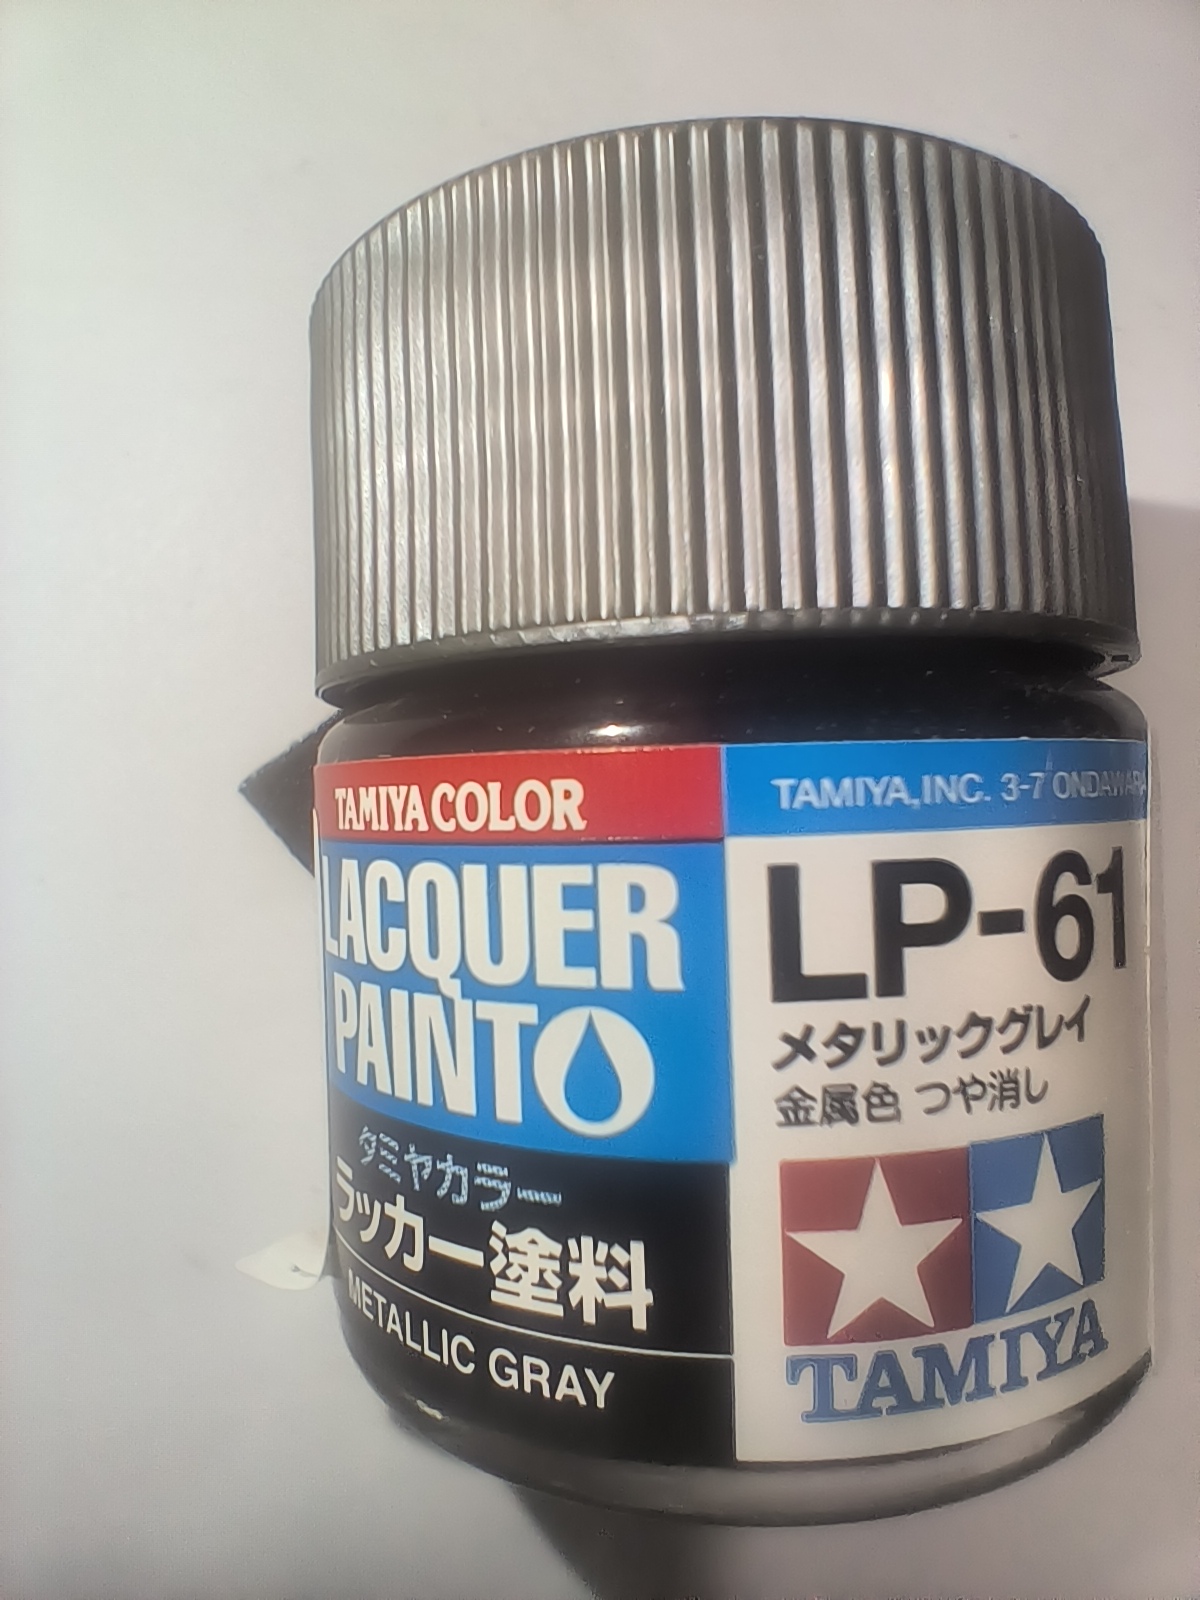 TAMIYA COLOR
LACQUER
PAINT
タミヤカラー
ラッカー塗料
METALLIC GRAY
TAMIYA, INC. 3-7 ONDAWARA
LP-61
メタリックグレイ
金属色 つや消し
TAMIYA